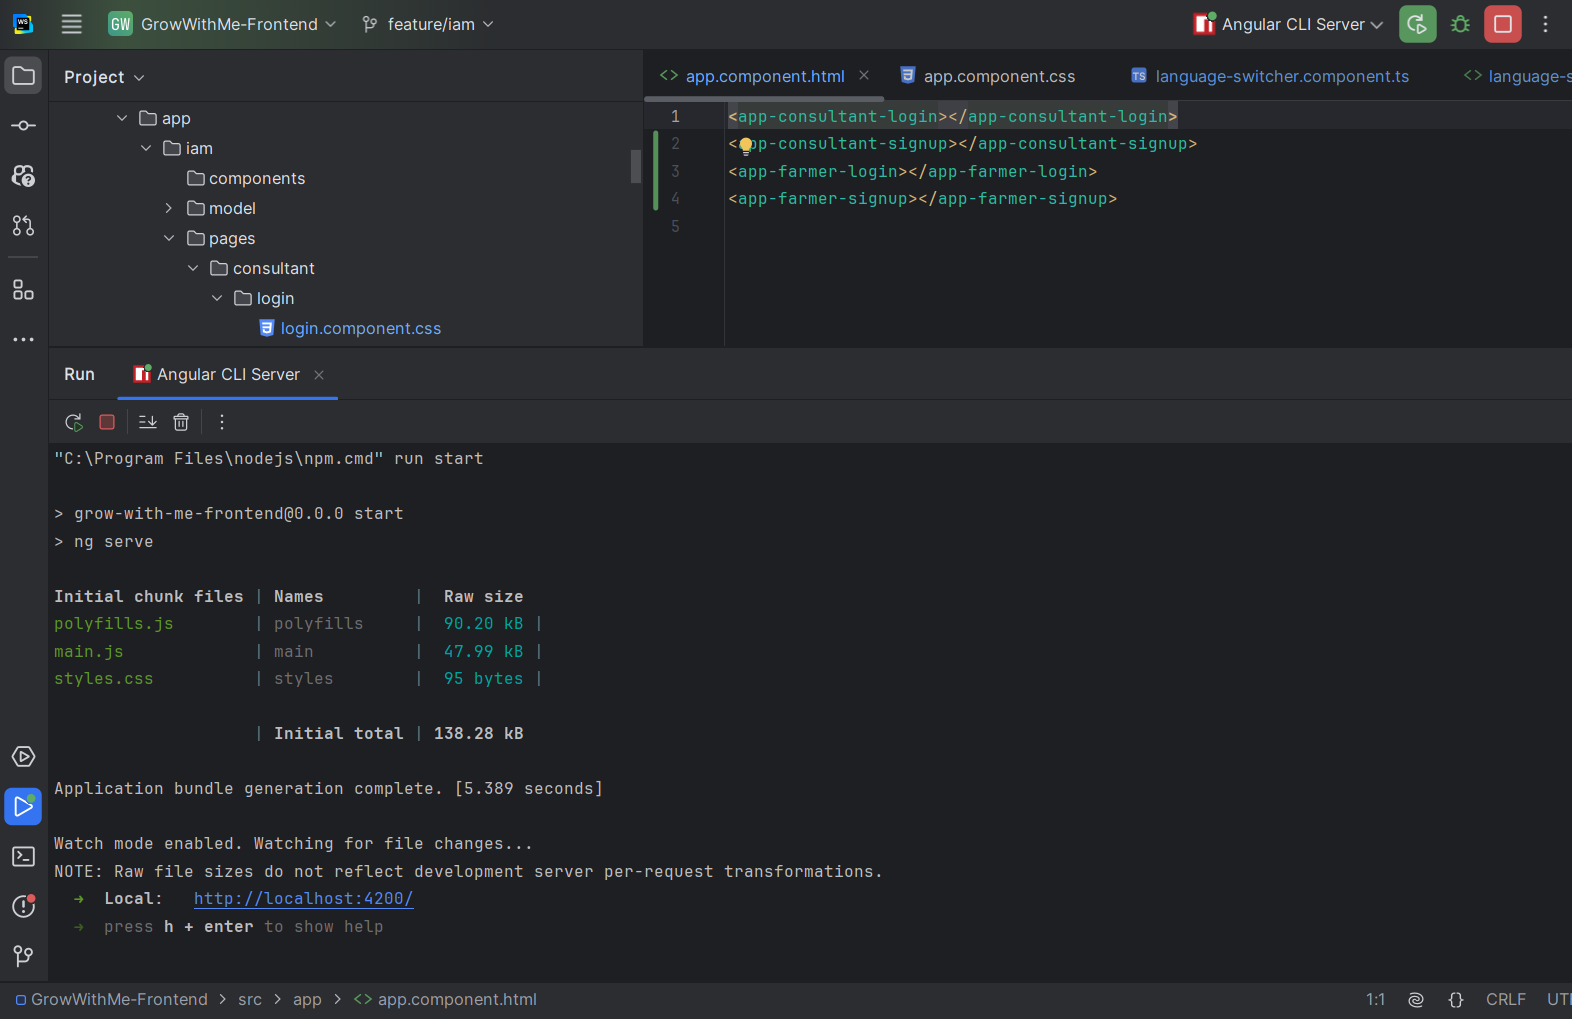 GW GrowWithMe-Frontend feature/iam Angular CLI Server
Project
app
iam
components
model
pages
consultant
login
login.component.css
app.component.html app.component.css language-switcher.component.ts language-s
1 <app-consultant-login></app-consultant-login>
2 <app-consultant-signup></app-consultant-signup>
3 <app-farmer-login></app-farmer-login>
4 <app-farmer-signup></app-farmer-signup>
5
Run Angular CLI Server
"C:\Program Files\nodejs\npm.cmd" run start
> grow-with-me-frontend@0.0.0 start
> ng serve
Initial chunk files | Names | Raw size
polyfills.js | polyfills | 90.20 kB |
main.js | main | 47.99 kB |
styles.css | styles | 95 bytes |
| Initial total | 138.28 kB
Application bundle generation complete. [5.389 seconds]
Watch mode enabled. Watching for file changes...
NOTE: Raw file sizes do not reflect development server per-request transformations.
➜ Local: http://localhost:4200/
➜ press h + enter to show help
GrowWithMe-Frontend > src > app > <> app.component.html 1:1 {} CRLF UTF